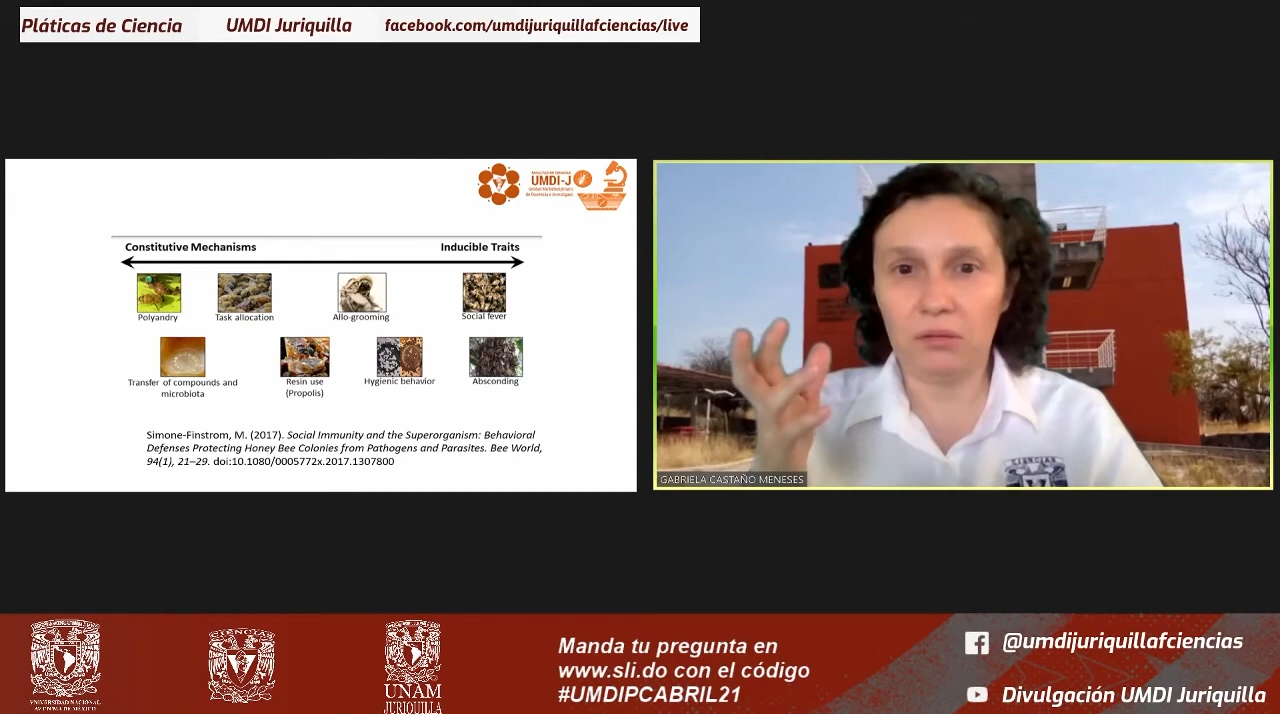 Pláticas de Ciencia UMDI Juriquilla facebook.com/umdijuriquillafciencias/live
UMDI-J
Constitutive Mechanisms Inducible Traits
Polyandry Task allocation Allo-grooming Social fever
Transfer of compounds and
microbiota
Resin use
(Propolis)
Hygienic behavior
Absconding
Simone-Finstrom, M. (2017). Social Immunity and the Superorganism: Behavioral
Defenses Protecting Honey Bee Colonies from Pathogens and Parasites. Bee World,
94(1), 21–29. doi:10.1080/0005772x.2017.1307800
GABRIELA CASTAÑO MENESES
UNIVERSIDAD NACIONAL
CIENCIAS
UNAM
JURIQUILLA
Manda tu pregunta en
www.sli.do con el código
#UMDIPCABRIL21
@umdijuriquillafciencias
Divulgación UMDI Juriquilla